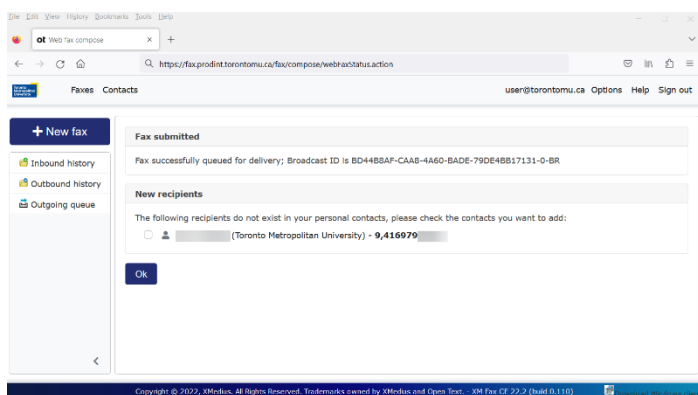 File Edit View History Bookmarks Tools Help
ot Web fax compose × +
https://fax.prodint.torontomu.ca/fax/compose/webFaxStatus.action
Toronto Metropolitan University Faxes Contacts user@torontomu.ca Options Help Sign out
+ New fax
Inbound history
Outbound history
Outgoing queue
Fax submitted
Fax successfully queued for delivery; Broadcast ID is BD44B8AF-CAAB-4A60-BADE-79DE4BB17131-0-BR
New recipients
The following recipients do not exist in your personal contacts, please check the contacts you want to add:
(Toronto Metropolitan University) - 9,416979
Ok
Copyright © 2022, XMedius. All Rights Reserved. Trademarks owned by XMedius and Open Text. - XM Fax CF 22.2 (build 0.110)